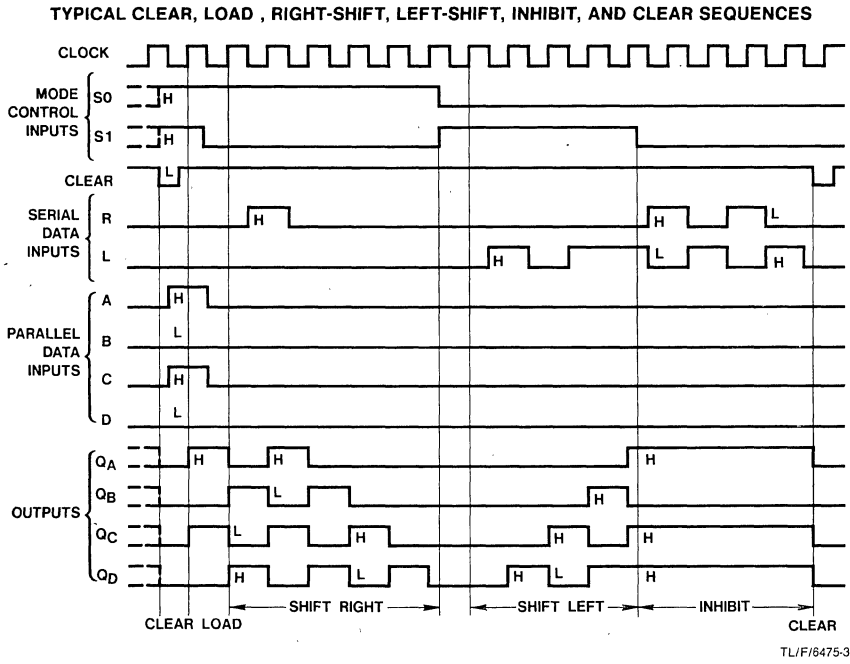 TYPICAL CLEAR, LOAD , RIGHT-SHIFT, LEFT-SHIFT, INHIBIT, AND CLEAR SEQUENCES
CLOCK
MODE CONTROL INPUTS
S0 H
S1 H
CLEAR L
SERIAL DATA INPUTS
R H H L
L H L H
PARALLEL DATA INPUTS
A H
B L
C H
D L
OUTPUTS
QA H H H
QB L H
QC L H H H
QD H L H L H
SHIFT RIGHT SHIFT LEFT INHIBIT
CLEAR LOAD CLEAR
TL/F/6475-3